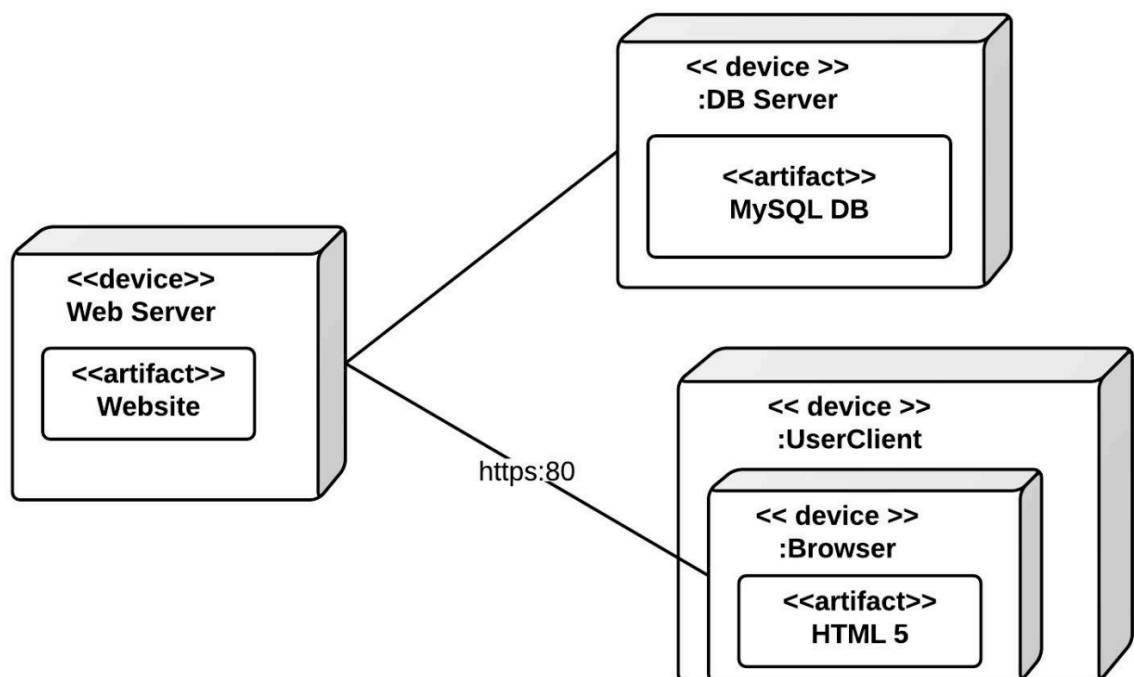 << device >>
:DB Server
<<artifact>>
MySQL DB
<<device>>
Web Server
<<artifact>>
Website
https:80
<< device >>
:UserClient
<< device >>
:Browser
<<artifact>>
HTML 5